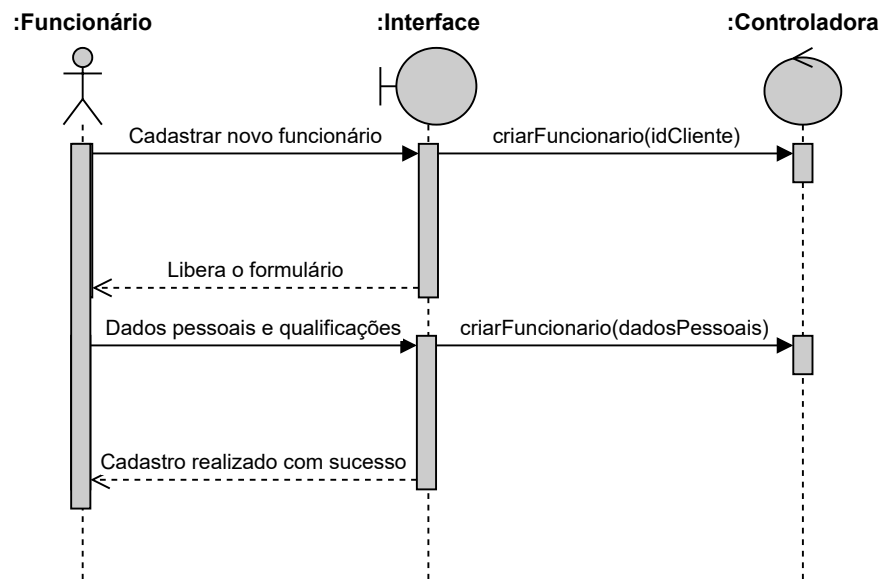 :Funcionário
:Interface
:Controladora
Cadastrar novo funcionário
criarFuncionario(idCliente)
Libera o formulário
Dados pessoais e qualificações
criarFuncionario(dadosPessoais)
Cadastro realizado com sucesso